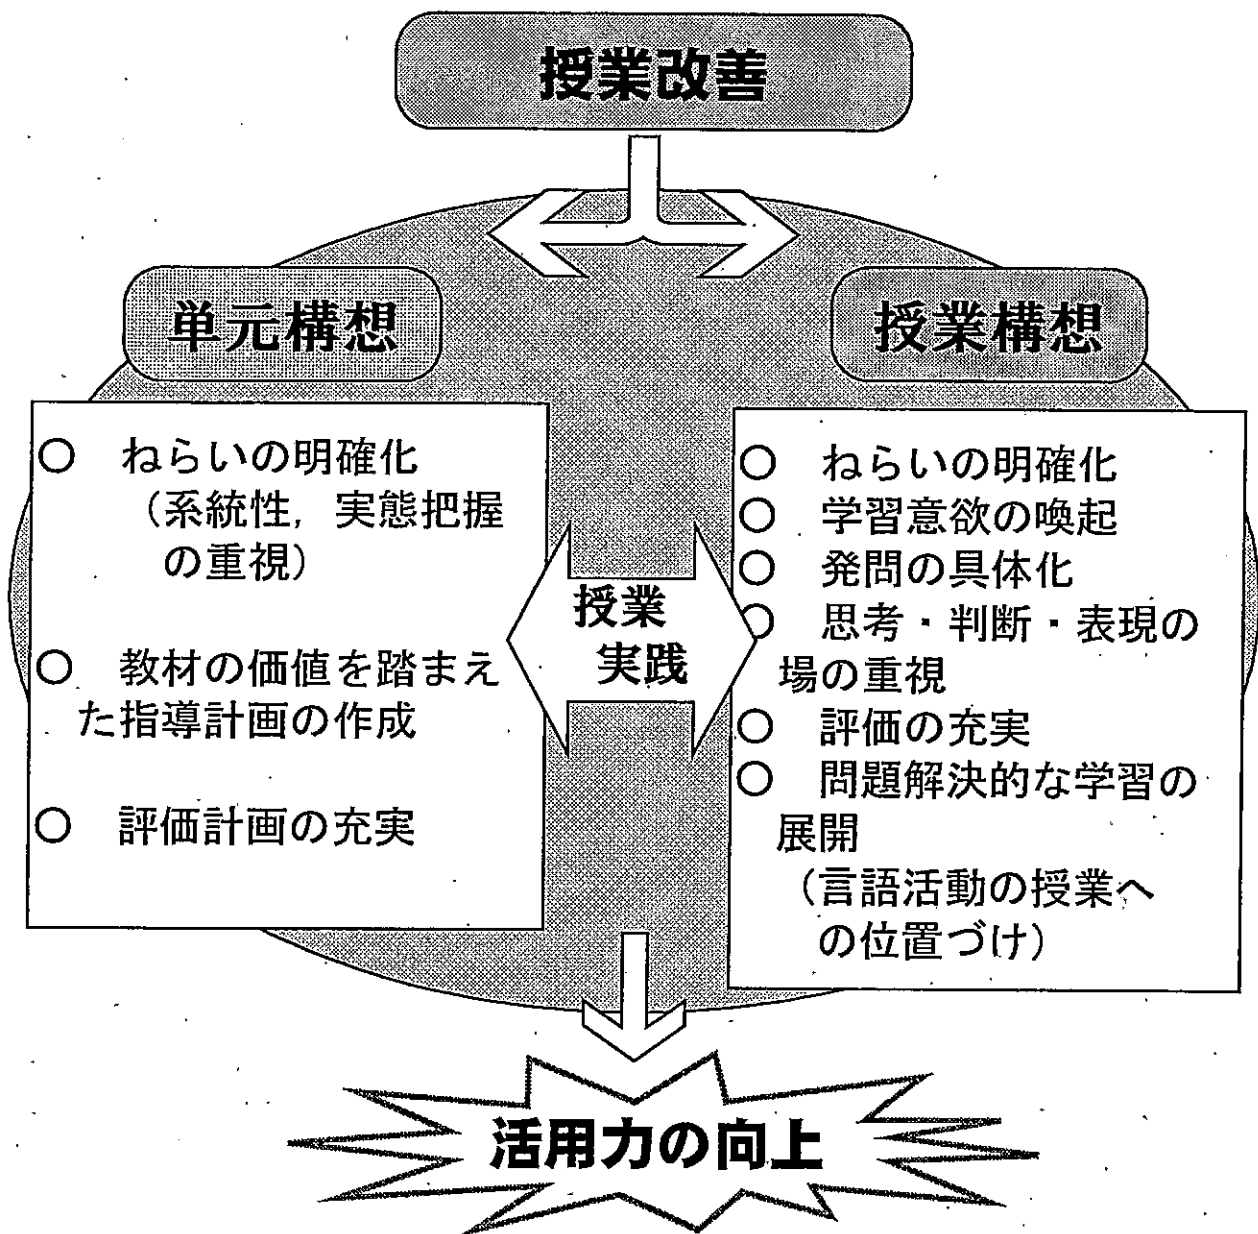 授業改善
単元構想
○　ねらいの明確化
（系統性，実態把握
の重視）
○　教材の価値を踏まえ
た指導計画の作成
○　評価計画の充実
授業
実践
授業構想
○　ねらいの明確化
○　学習意欲の喚起
○　発問の具体化
○　思考・判断・表現の
場の重視
○　評価の充実
○　問題解決的な学習の
展開
（言語活動の授業へ
の位置づけ）
活用力の向上